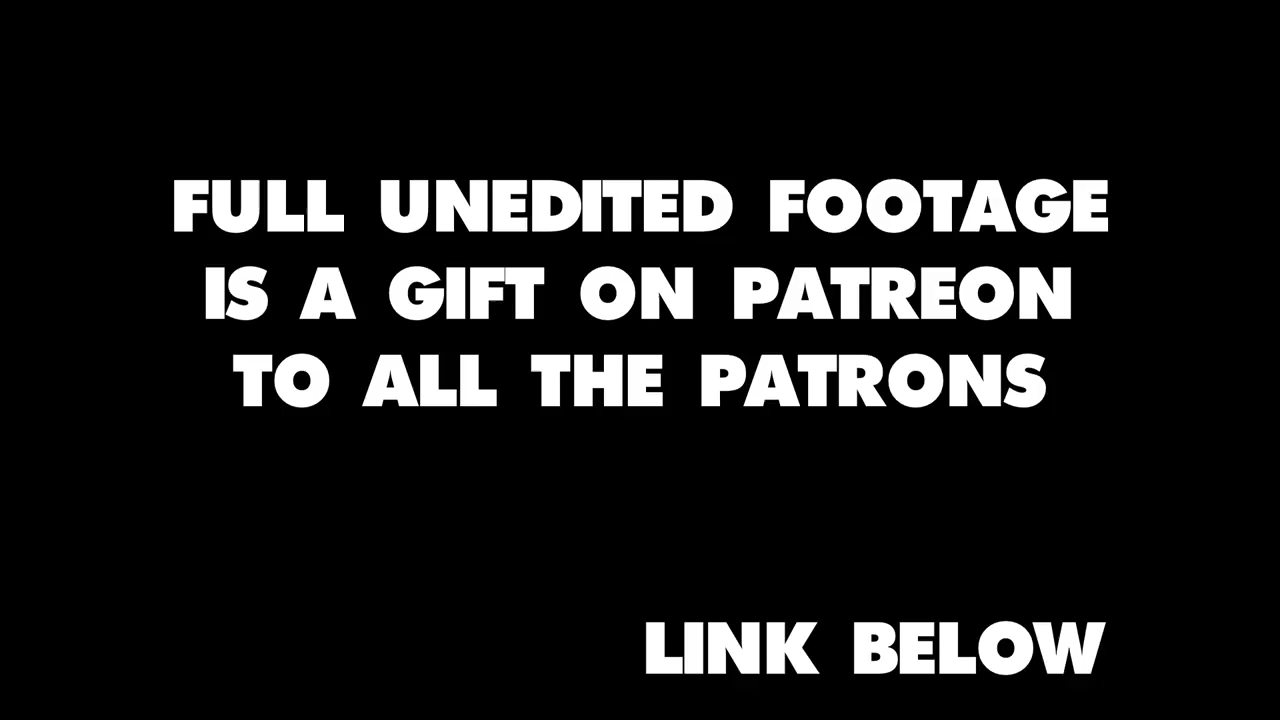 FULL UNEDITED FOOTAGE
IS A GIFT ON PATREON
TO ALL THE PATRONS
LINK BELOW